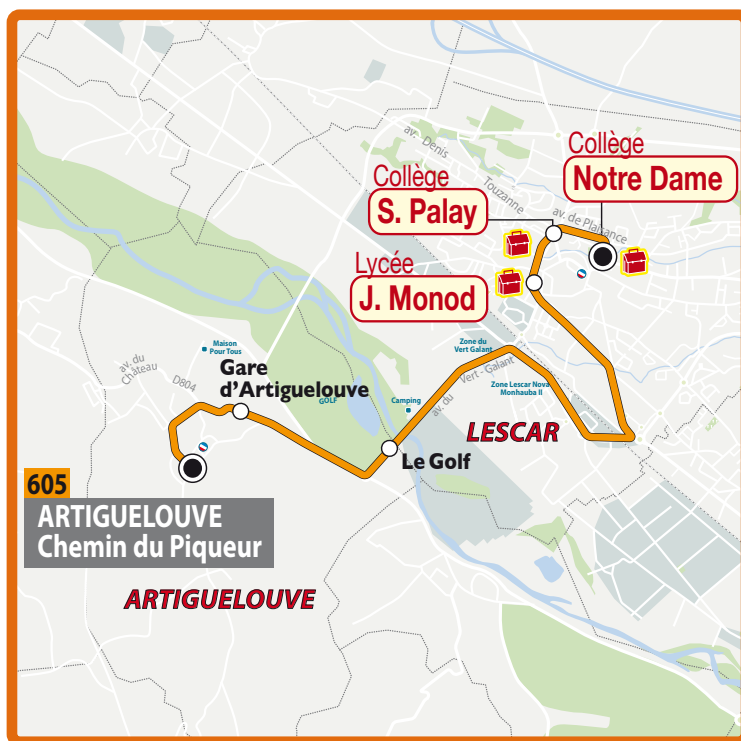 av. Denis
Touzanne
Collège
Notre Dame
Collège
S. Palay
av. de Plaisance
Lycée
J. Monod
Maison
Pour Tous
Zone du
Vert Galant
av. du
Château
D804
Gare
d'Artiguelouve
GOLF
Camping
av. du
Vert - Galant
Zone Lescar Nova
Monhauba II
LESCAR
Le Golf
605
ARTIGUELOUVE
Chemin du Piqueur
ARTIGUELOUVE